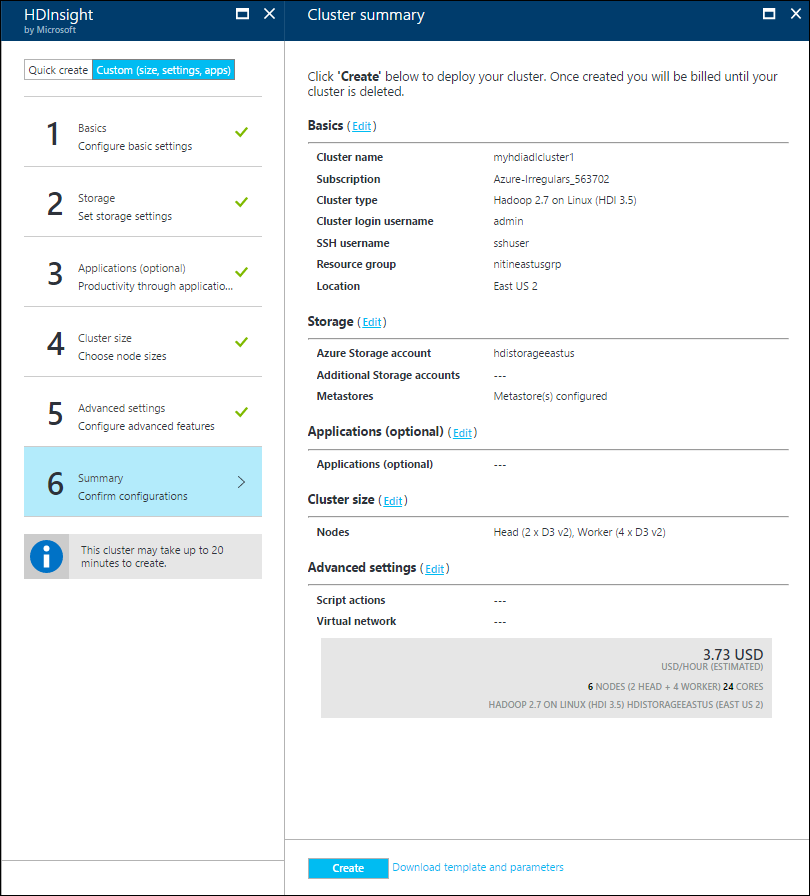 HDInsight
by Microsoft
Quick create
Custom (size, settings, apps)
1
Basics
Configure basic settings
2
Storage
Set storage settings
3
Applications (optional)
Productivity through applicatio...
4
Cluster size
Choose node sizes
5
Advanced settings
Configure advanced features
6
Summary
Confirm configurations
This cluster may take up to 20
minutes to create.
Cluster summary
Click 'Create' below to deploy your cluster. Once created you will be billed until your
cluster is deleted.
Basics (Edit)
Cluster name myhdiadlcluster1
Subscription Azure-Irregulars_563702
Cluster type Hadoop 2.7 on Linux (HDI 3.5)
Cluster login username admin
SSH username sshuser
Resource group nitineastusgrp
Location East US 2
Storage (Edit)
Azure Storage account hdistorageeastus
Additional Storage accounts ---
Metastores Metastore(s) configured
Applications (optional) (Edit)
Applications (optional) ---
Cluster size (Edit)
Nodes Head (2 x D3 v2), Worker (4 x D3 v2)
Advanced settings (Edit)
Script actions ---
Virtual network ---
3.73 USD
USD/HOUR (ESTIMATED)
6 NODES (2 HEAD + 4 WORKER) 24 CORES
HADOOP 2.7 ON LINUX (HDI 3.5) HDISTORAGEEASTUS (EAST US 2)
Create
Download template and parameters